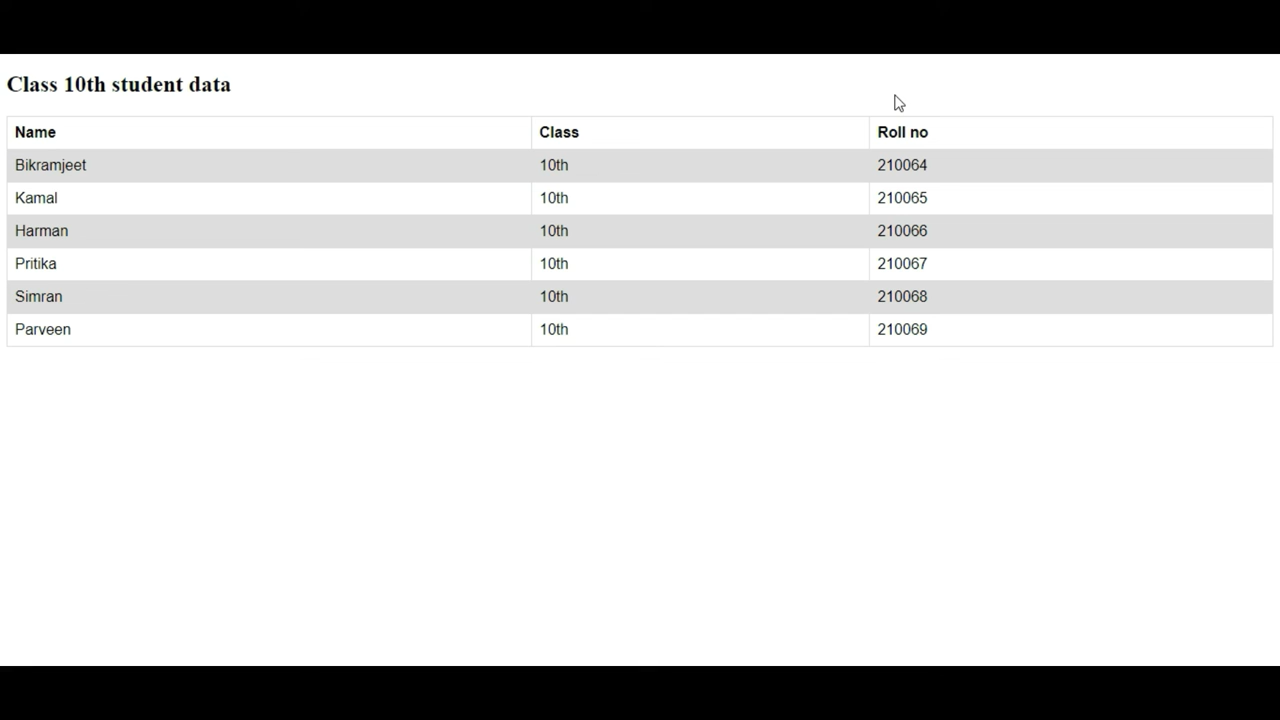 Class 10th student data
Name Class Roll no
Bikramjeet 10th 210064
Kamal 10th 210065
Harman 10th 210066
Pritika 10th 210067
Simran 10th 210068
Parveen 10th 210069